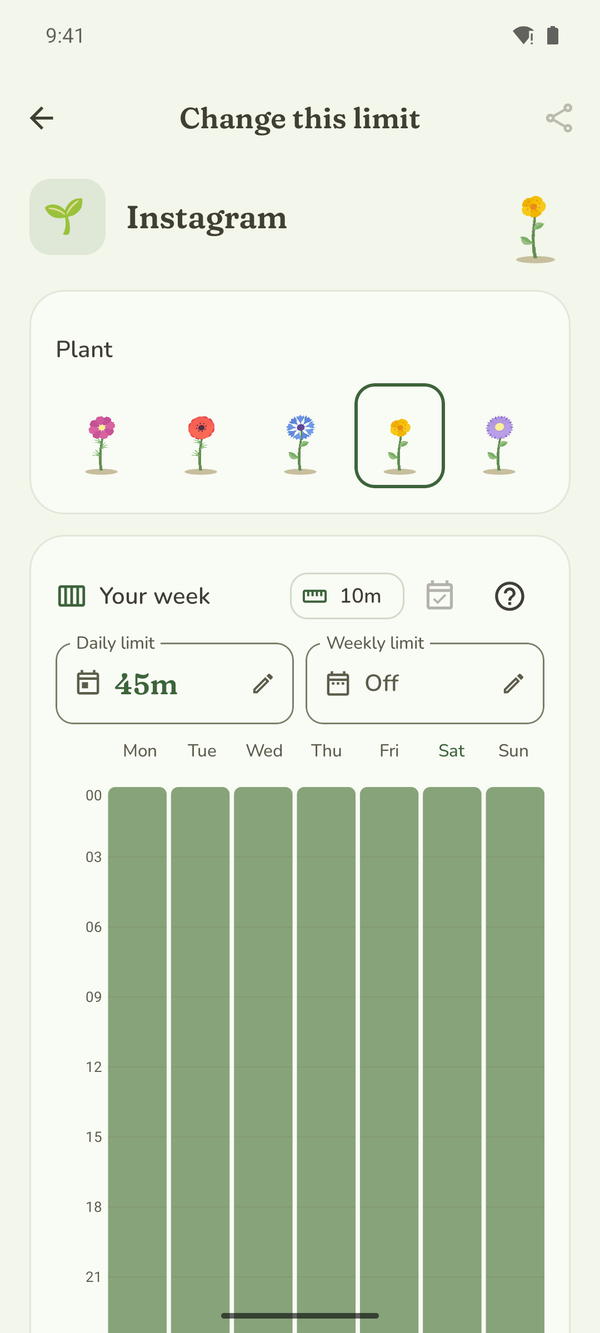 9:41
Change this limit
Instagram
Plant
Your week
10m
Daily limit
Weekly limit
45m
Off
Mon Tue Wed Thu Fri Sat Sun
00
03
06
09
12
15
18
21